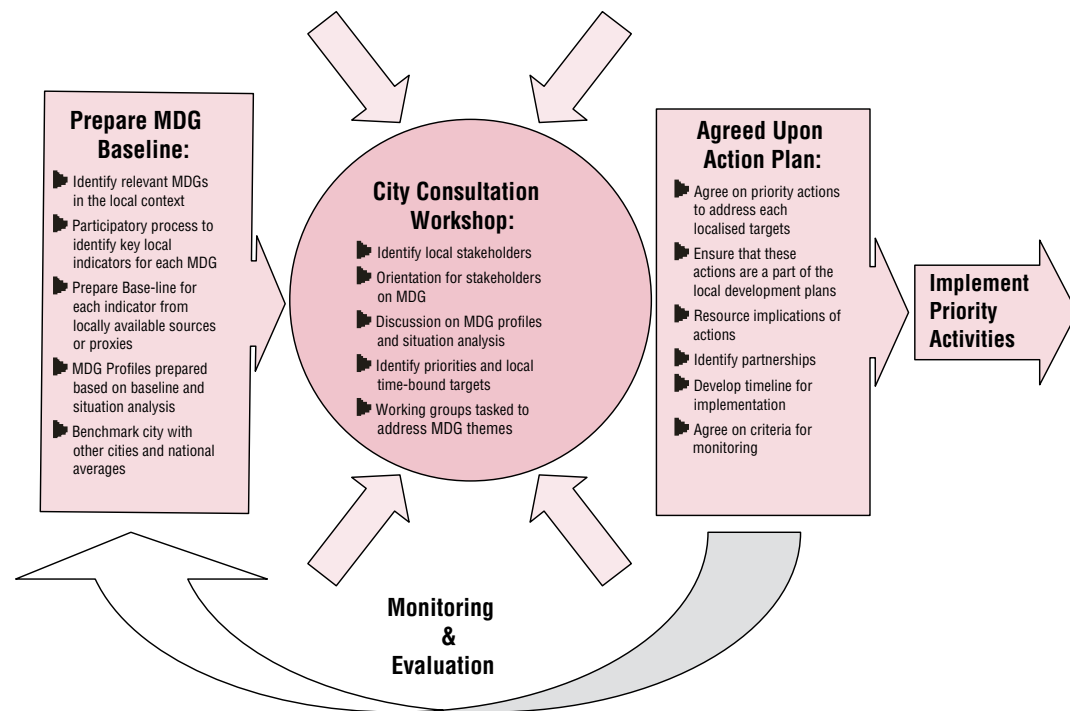 Prepare MDG
Baseline:
Identify relevant MDGs
in the local context
Participatory process to
identify key local
indicators for each MDG
Prepare Base-line for
each indicator from
locally available sources
or proxies
MDG Profiles prepared
based on baseline and
situation analysis
Benchmark city with
other cities and national
averages
City Consultation
Workshop:
Identify local stakeholders
Orientation for stakeholders
on MDG
Discussion on MDG profiles
and situation analysis
Identify priorities and local
time-bound targets
Working groups tasked to
address MDG themes
Agreed Upon
Action Plan:
Agree on priority actions
to address each
localised targets
Ensure that these
actions are a part of the
local development plans
Resource implications of
actions
Identify partnerships
Develop timeline for
implementation
Agree on criteria for
monitoring
Implement
Priority
Activities
Monitoring
&
Evaluation